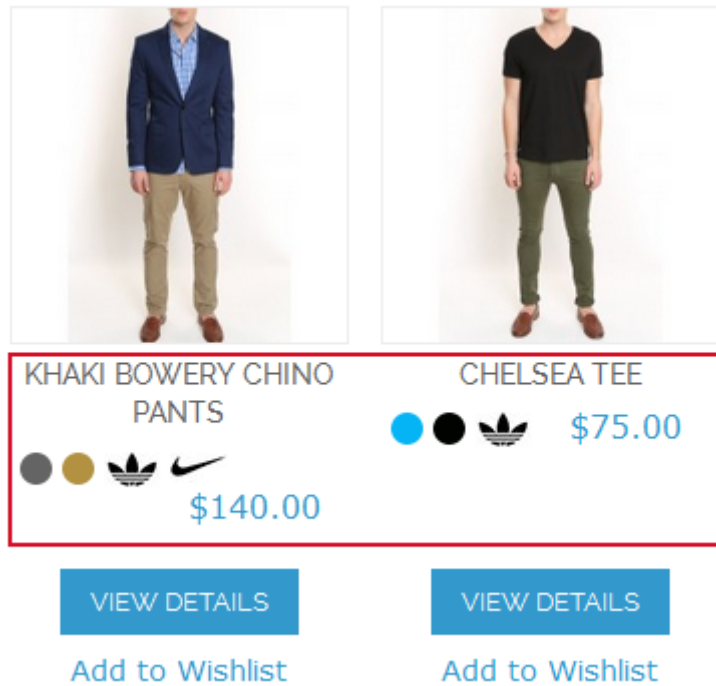 KHAKI BOWERY CHINO
PANTS
$140.00
CHELSEA TEE
$75.00
VIEW DETAILS
VIEW DETAILS
Add to Wishlist
Add to Wishlist